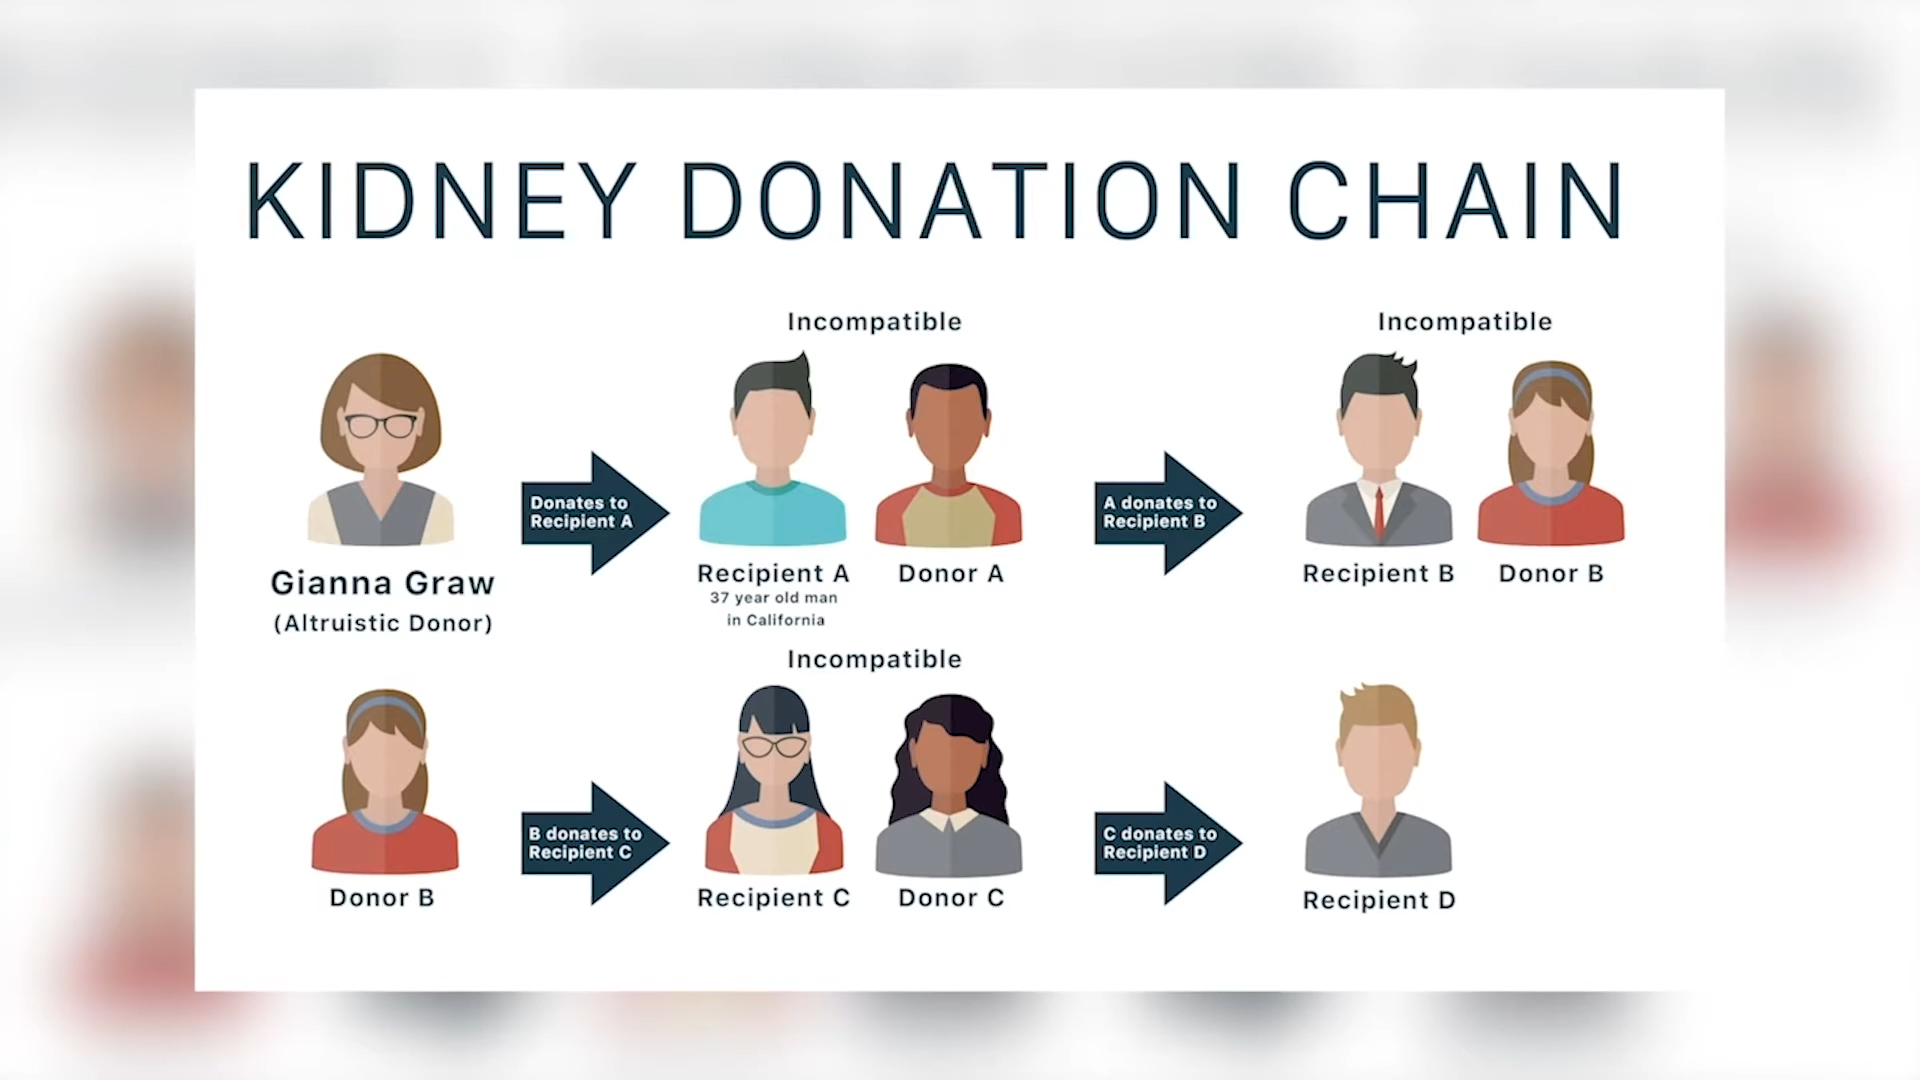 KIDNEY DONATION CHAIN
Incompatible
Incompatible
Donates to
Recipient A
A donates to
Recipient B
Gianna Graw
(Altruistic Donor)
Recipient A
37 year old man
in California
Donor A
Recipient B
Donor B
Incompatible
B donates to
Recipient C
C donates to
Recipient D
Donor B
Recipient C
Donor C
Recipient D